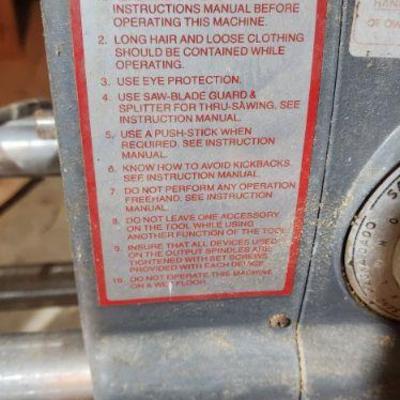 INSTRUCTIONS MANUAL BEFORE
OPERATING THIS MACHINE.
2. LONG HAIR AND LOOSE CLOTHING
SHOULD BE CONTAINED WHILE
OPERATING.
3. USE EYE PROTECTION.
4. USE SAW-BLADE GUARD &
SPLITTER FOR THRU-SAWING, SEE
INSTRUCTION MANUAL.
5. USE A PUSH-STICK WHEN
REQUIRED. SEE INSTRUCTION
MANUAL.
6. KNOW HOW TO AVOID KICKBACKS.
SEE INSTRUCTION MANUAL.
7. DO NOT PERFORM ANY OPERATION
FREEHAND. SEE INSTRUCTION
MANUAL.
8. DO NOT LEAVE ONE ACCESSORY
ON THE TOOL WHILE USING
ANOTHER FUNCTION OF THE TOOL.
9. INSURE THAT ALL DEVICES USED
ON THE OUTPUT SPINDLES ARE
TIGHTENED WITH SET SCREWS
PROVIDED WITH EACH DEVICE.
10. DO NOT OPERATE THIS MACHINE
ON A WET FLOOR.
HAND
OF OW